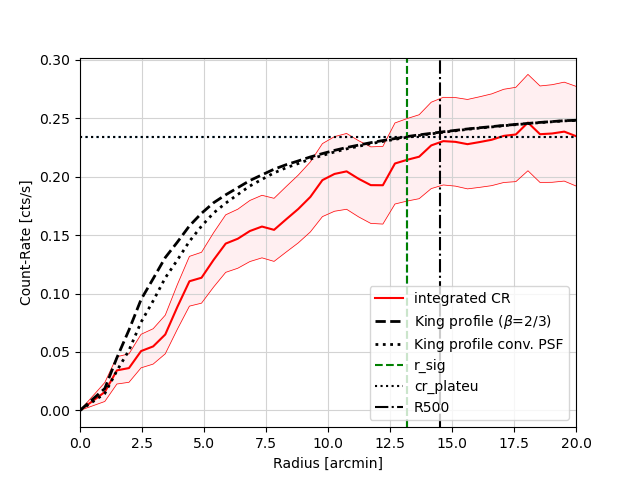 0.30
0.25
0.20
0.15
0.10
0.05
0.00
Count-Rate [cts/s]
integrated CR
King profile (β=2/3)
King profile conv. PSF
r_sig
cr_plateu
R500
0.0 2.5 5.0 7.5 10.0 12.5 15.0 17.5 20.0
Radius [arcmin]